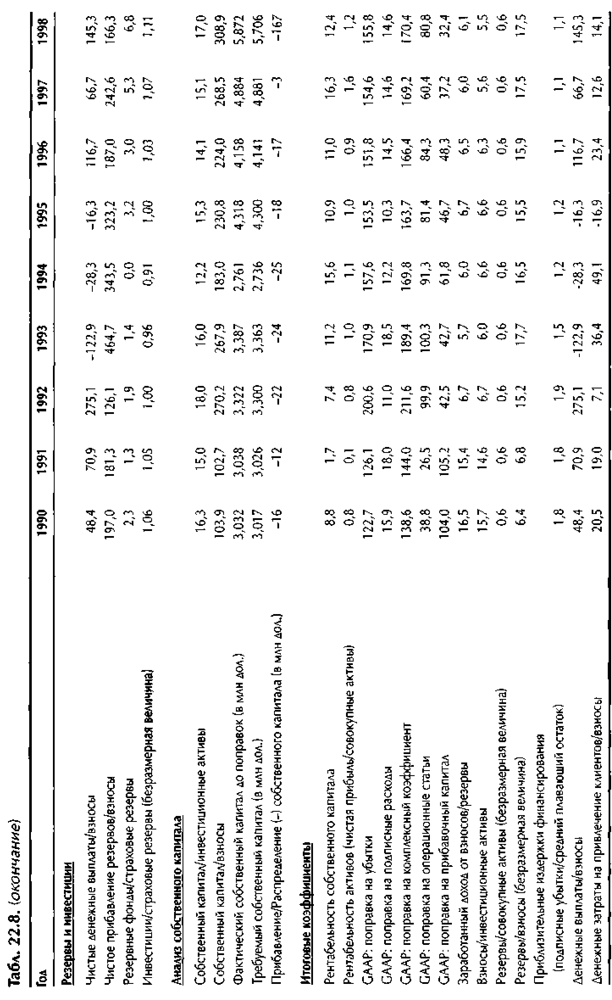 Табл. 22.8. (окончание)
Год 1990 1991 1992 1993 1994 1995 1996 1997 1998
Резервы и инвестиции
Чистые денежные выплаты/взносы 48,4 70,9 275,1 –122,9 –28,3 –16,3 116,7 66,7 145,3
Чистое прибавление резервов/взносы 197,0 181,3 126,1 464,7 343,5 323,2 187,0 242,6 166,3
Резервные фонды/страховые резервы 2,3 1,3 1,9 1,4 0,0 3,2 3,0 5,3 6,8
Инвестиции/страховые резервы (безразмерная величина) 1,06 1,05 1,00 0,96 0,91 1,00 1,03 1,07 1,11
Анализ собственного капитала
Собственный капитал/инвестиционные активы 16,3 15,0 18,0 16,0 12,2 15,3 14,1 15,1 17,0
Собственный капитал/взносы 103,9 102,7 270,2 267,9 183,0 230,8 224,0 268,5 308,9
Фактический собственный капитал до поправок (в млн дол.) 3,032 3,038 3,322 3,387 2,761 4,318 4,158 4,884 5,872
Требуемый собственный капитал (в млн дол.) 3,017 3,026 3,300 3,363 2,736 4,300 4,141 4,881 5,706
Прибавление/Распределение (–) собственного капитала (в млн дол.) –16 –12 –22 –24 –25 –18 –17 –3 –167
Итоговые коэффициенты
Рентабельность собственного капитала 8,8 1,7 7,4 11,2 15,6 10,9 11,0 16,3 12,4
Рентабельность активов (чистая прибыль/совокупные активы) 0,8 0,1 0,8 1,0 1,1 1,0 0,9 1,6 1,2
GAAP: поправка на убытки 122,7 126,1 200,6 170,9 157,6 153,5 151,8 154,6 155,8
GAAP: поправка на подписные расходы 15,9 18,0 11,0 18,5 12,2 10,3 14,5 14,6 14,6
GAAP: поправка на комплексный коэффициент 138,6 144,0 211,6 189,4 169,8 163,7 166,4 169,2 170,4
GAAP: поправка на операционные статьи 38,8 26,5 99,9 100,3 91,3 81,4 84,3 60,4 80,8
GAAP: поправка на прибавочный капитал 104,0 105,2 42,5 42,7 61,8 46,7 48,3 37,2 32,4
Заработанный доход от взносов/резервы 16,5 15,4 6,7 5,7 6,0 6,7 6,5 6,0 6,1
Взносы/инвестиционные активы 15,7 14,6 6,7 6,0 6,6 6,6 6,3 5,6 5,5
Резервы/совокупные активы (безразмерная величина) 0,6 0,6 0,6 0,6 0,6 0,6 0,6 0,6 0,6
Резервы/взносы (безразмерная величина) 6,4 6,8 15,2 17,7 16,5 15,5 15,9 17,5 17,5
Приблизительные издержки финансирования
(подписные убытки/средний плавающий остаток) 1,8 1,8 1,9 1,5 1,2 1,2 1,1 1,1 1,1
Денежные выплаты/взносы 48,4 70,9 275,1 -122,9 -28,3 -16,3 116,7 66,7 145,3
Денежные затраты на привлечение клиентов/взносы 20,5 19,0 7,1 36,4 49,1 -16,9 23,4 12,6 14,1